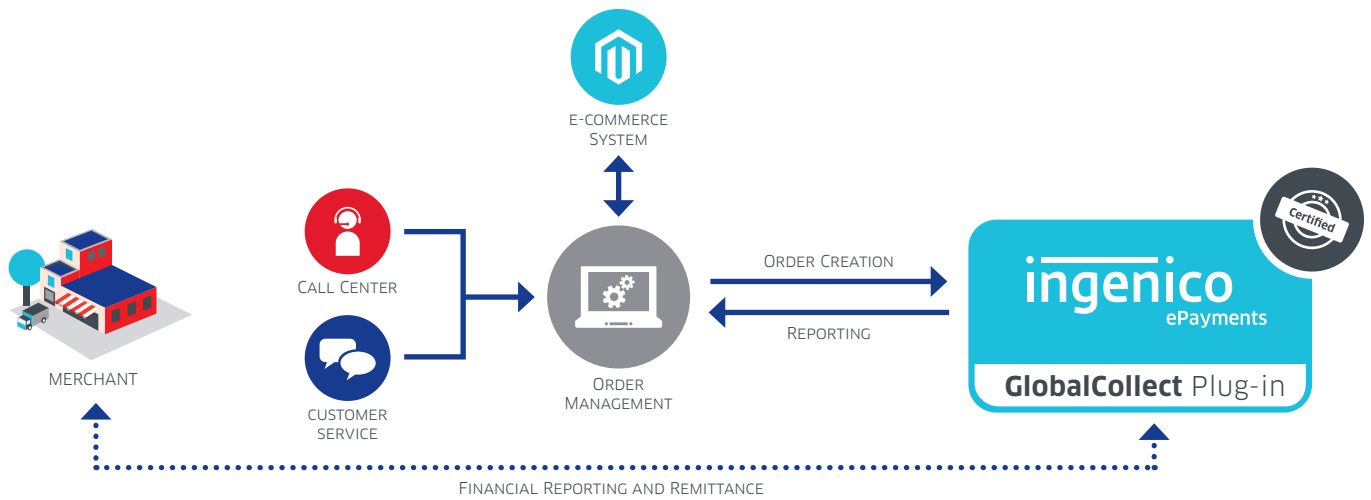 E-COMMERCE
SYSTEM
Certified
CALL CENTER
ORDER CREATION
ingenico
ePayments
REPORTING
MERCHANT
GlobalCollect Plug-in
ORDER
MANAGEMENT
CUSTOMER
SERVICE
FINANCIAL REPORTING AND REMITTANCE